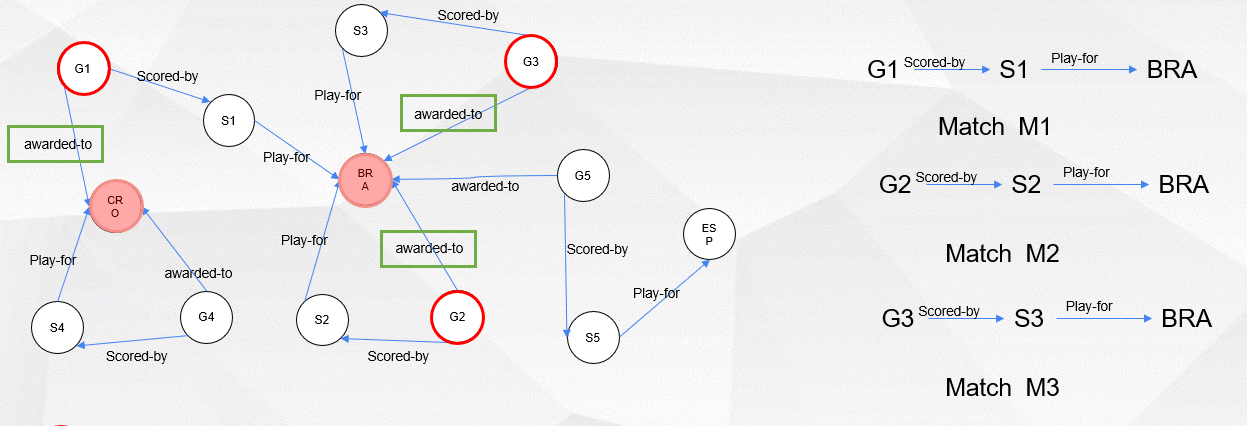 Scored-by
S3
G3
G1
Scored-by
Play-for
awarded-to
S1
awarded-to
Play-for
BR
A
G5
awarded-to
CR
O
Play-for
awarded-to
ES
P
Scored-by
Play-for
awarded-to
Play-for
S4
G4
S2
G2
S5
Scored-by
Scored-by
G1 Scored-by S1 Play-for BRA
Match M1
G2 Scored-by S2 Play-for BRA
Match M2
G3 Scored-by S3 Play-for BRA
Match M3